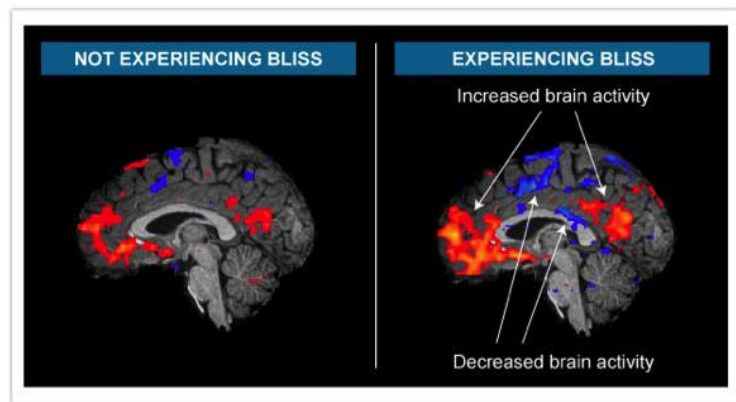 NOT EXPERIENCING BLISS
EXPERIENCING BLISS
Increased brain activity
Decreased brain activity